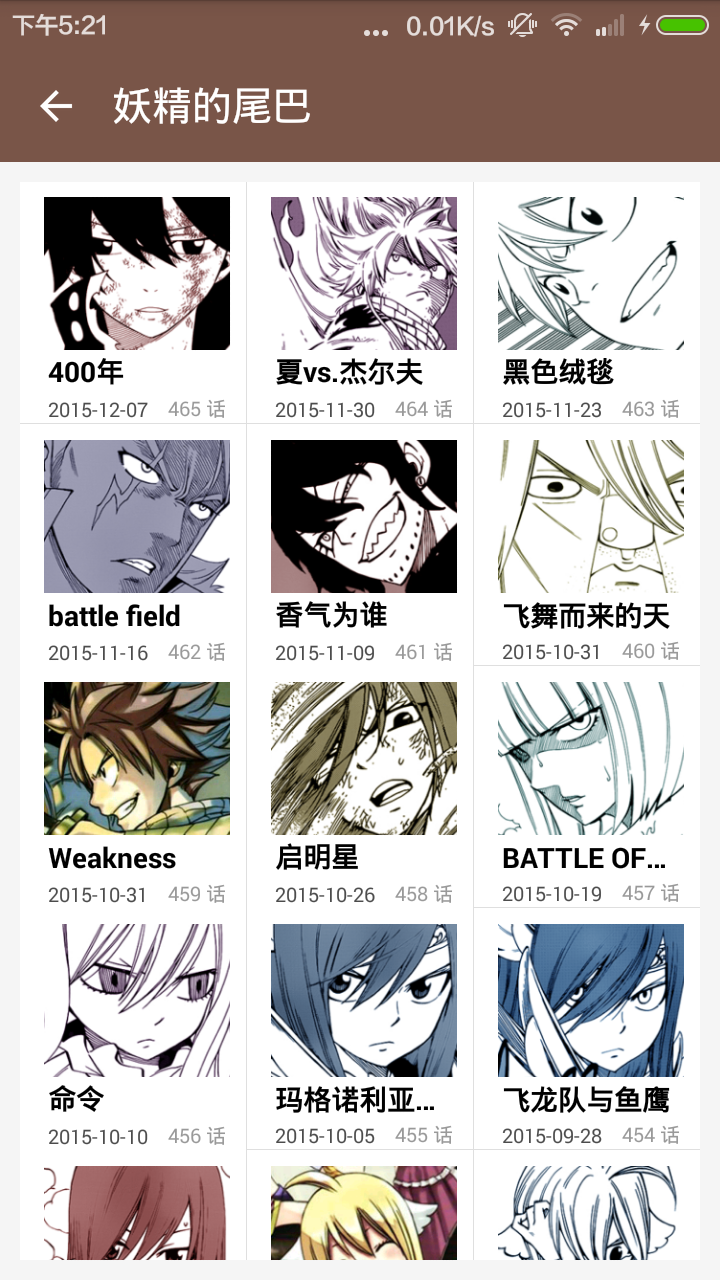 下午5:21
... 0.01K/s
妖精的尾巴
400年
2015-12-07 465 话
夏vs.杰尔夫
2015-11-30 464 话
黑色绒毯
2015-11-23 463 话
battle field
2015-11-16 462 话
香气为谁
2015-11-09 461 话
飞舞而来的天
2015-10-31 460 话
Weakness
2015-10-31 459 话
启明星
2015-10-26 458 话
BATTLE OF...
2015-10-19 457 话
命令
2015-10-10 456 话
玛格诺利亚...
2015-10-05 455 话
飞龙队与鱼鹰
2015-09-28 454 话